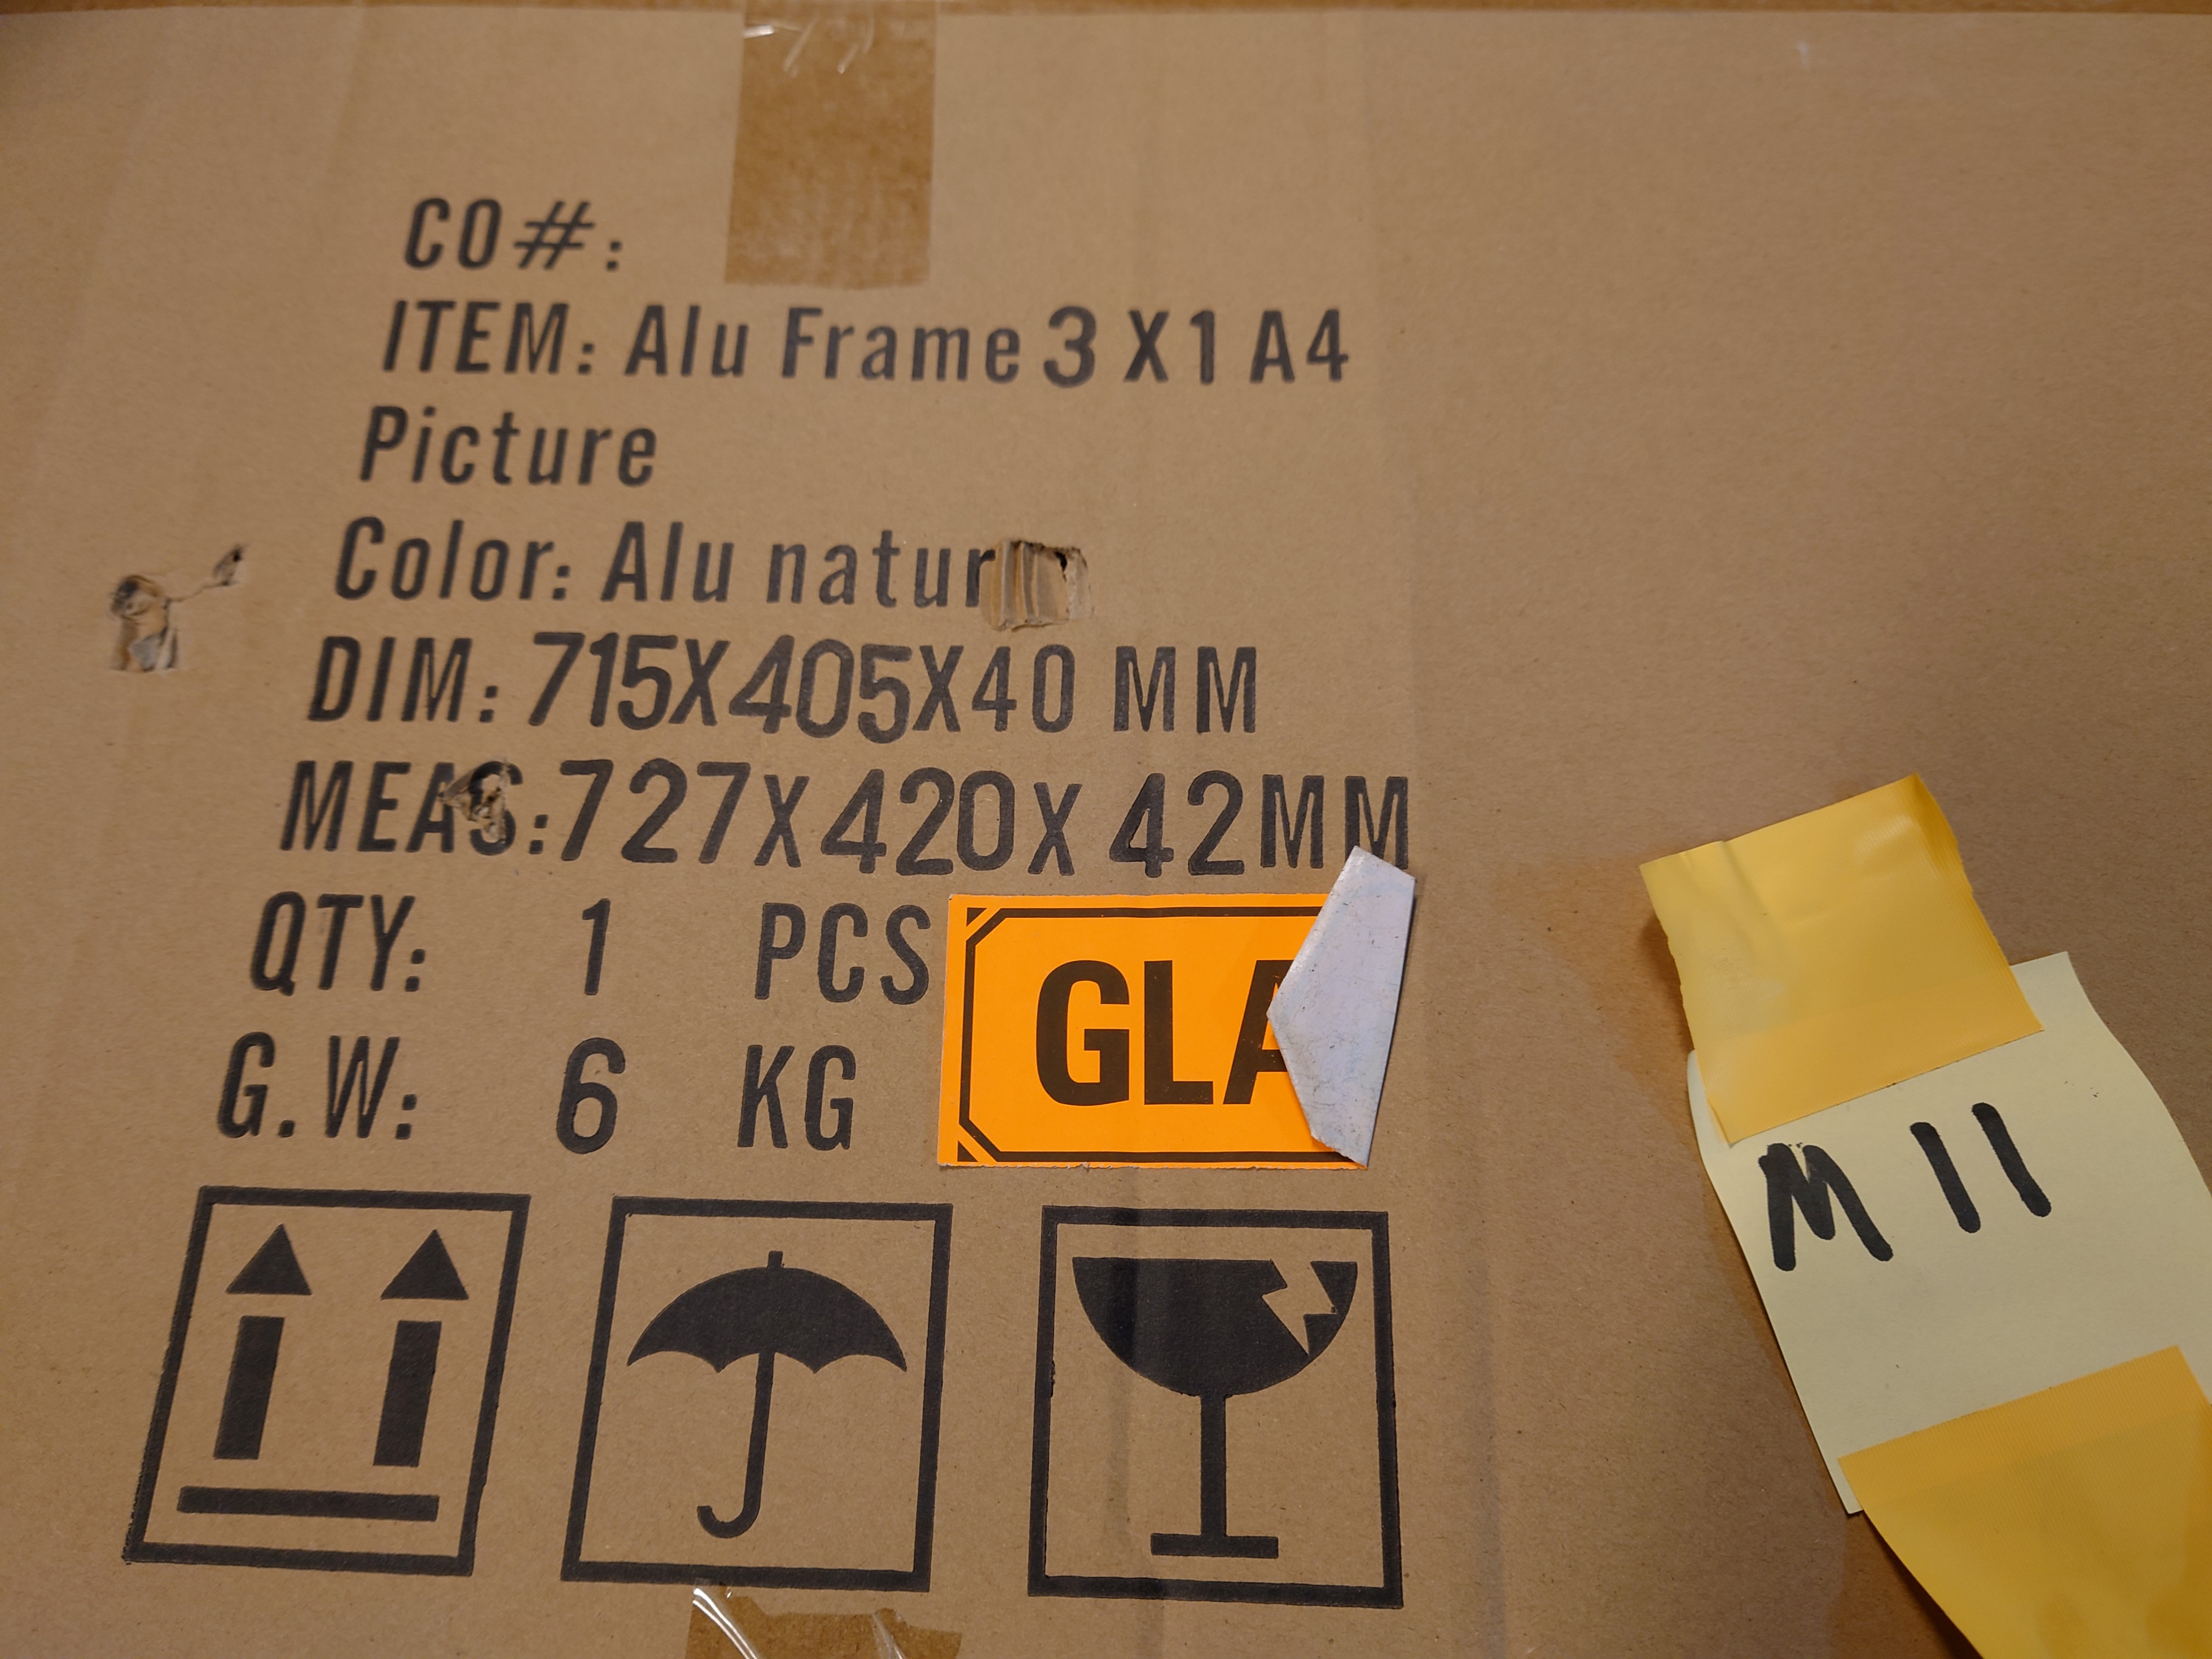 CO#:
ITEM: Alu Frame 3 X1 A4
Picture
Color: Alu natur
DIM: 715X405X40 MM
MEAS:727X420X 42MM
QTY: 1 PCS
G.W: 6 KG
GLA
M 11